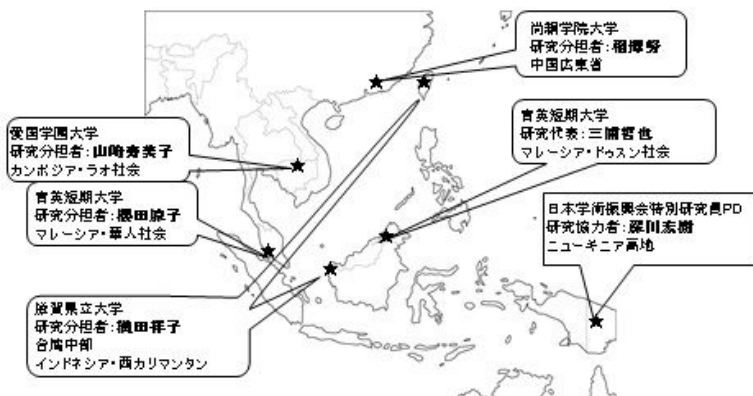 尚絅学院大学
研究分担者:稲澤努
中国広東省
育英短期大学
研究代表:三浦哲也
マレーシア・ドゥスン社会
愛国学園大学
研究分担者:山崎寿美子
カンボジア・ラオ社会
育英短期大学
研究分担者:櫻田涼子
マレーシア・華人社会
日本学術振興会特別研究員PD
研究協力者:深川宏樹
ニューギニア高地
滋賀県立大学
研究分担者:横田祥子
台湾中部
インドネシア・西カリマンタン